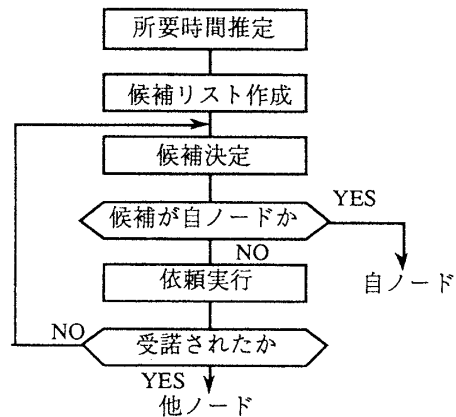 所要時間推定
候補リスト作成
候補決定
候補が自ノードか
YES
NO
依頼実行
自ノード
NO
受諾されたか
YES
他ノード